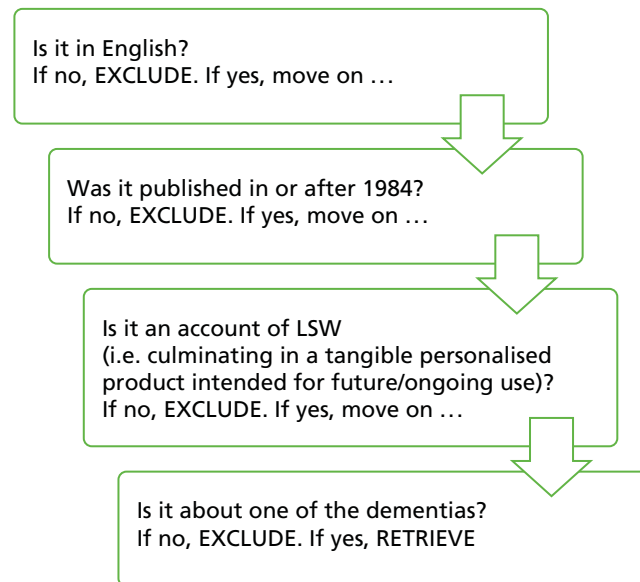 Is it in English?
If no, EXCLUDE. If yes, move on …
Was it published in or after 1984?
If no, EXCLUDE. If yes, move on …
Is it an account of LSW
(i.e. culminating in a tangible personalised
product intended for future/ongoing use)?
If no, EXCLUDE. If yes, move on …
Is it about one of the dementias?
If no, EXCLUDE. If yes, RETRIEVE